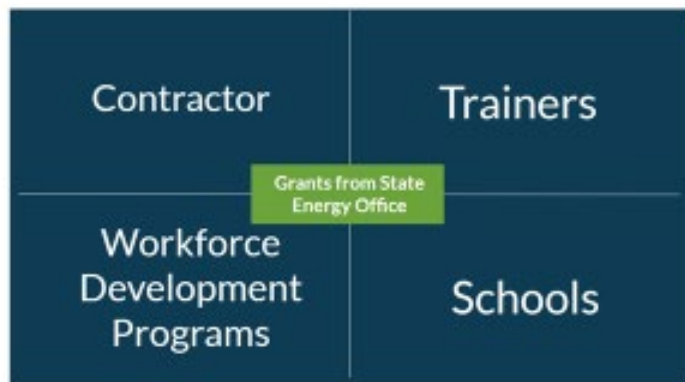 Contractor
Trainers
Grants from State
Energy Office
Workforce
Development
Programs
Schools